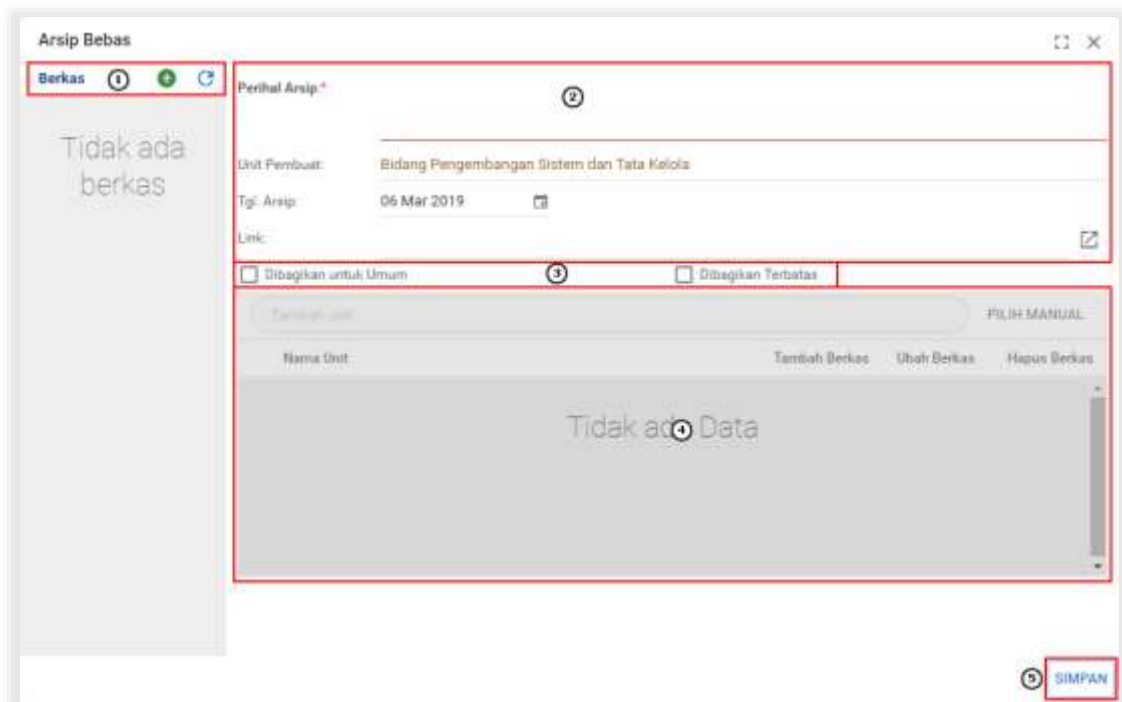 Arsip Bebas
Berkas 1
Tidak ada
berkas
Perihal Arsip:*
2
Unit Pembuat: Bidang Pengembangan Sistem dan Tata Kelola
Tgl. Arsip: 06 Mar 2019
Link:
Dibagikan untuk Umum 3 Dibagikan Terbatas
Tambah unit PILIH MANUAL
Nama Unit Tambah Berkas Ubah Berkas Hapus Berkas
Tidak ada Data
4
5 SIMPAN